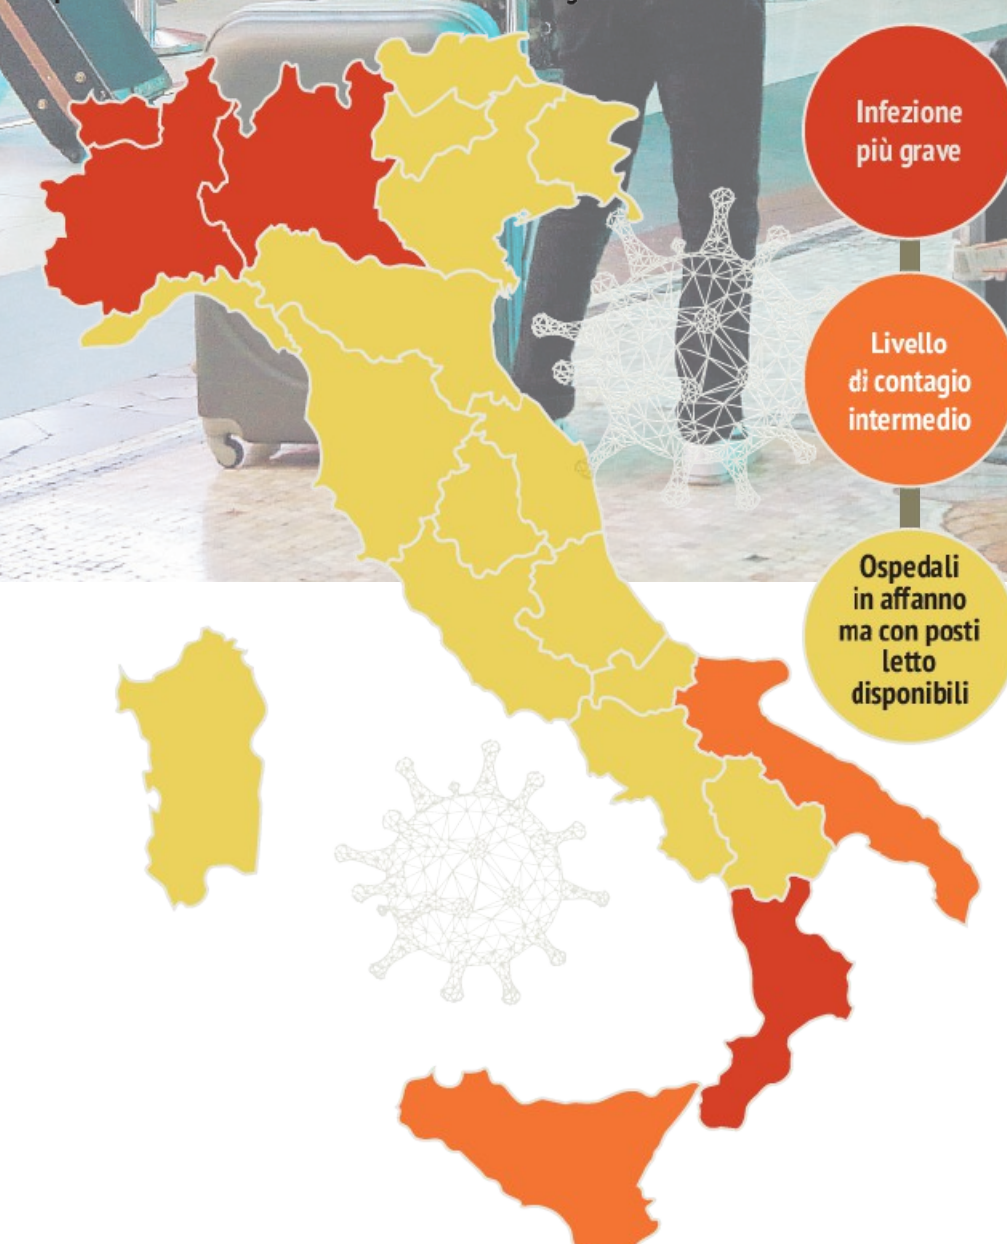 Infezione
più grave
Livello
di contagio
intermedio
Ospedali
in affanno
ma con posti
letto
disponibili